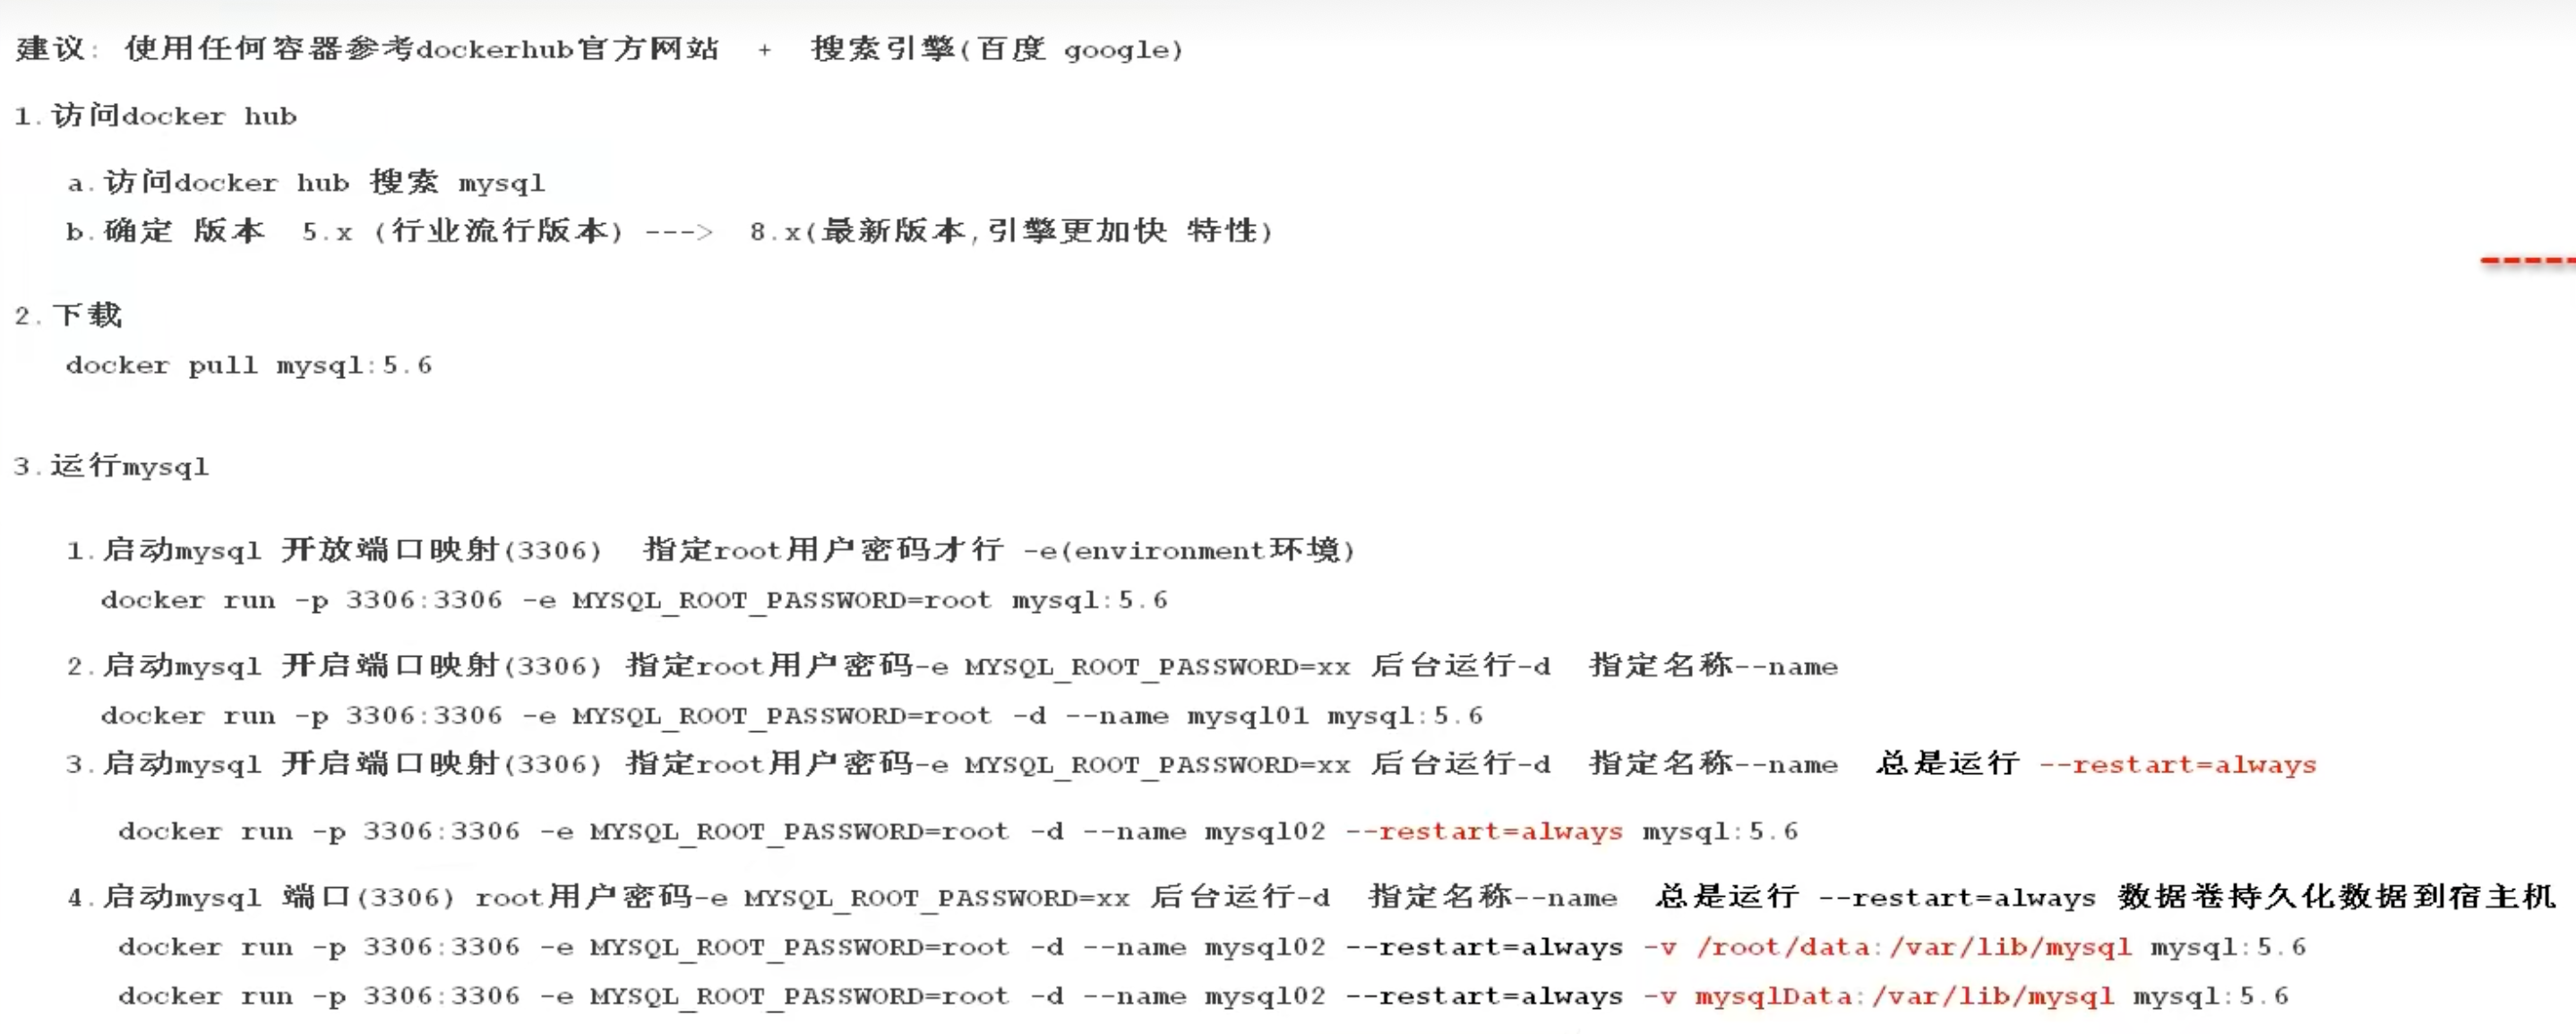 建议: 使用任何容器参考dockerhub官方网站 + 搜索引擎(百度 google)
1.访问docker hub
a.访问docker hub 搜索 mysql
b.确定 版本 5.x (行业流行版本) ---> 8.x(最新版本,引擎更加快 特性)
2.下载
docker pull mysql:5.6
3.运行mysql
1.启动mysql 开放端口映射(3306) 指定root用户密码才行 -e(environment环境)
docker run -p 3306:3306 -e MYSQL_ROOT_PASSWORD=root mysql:5.6
2.启动mysql 开启端口映射(3306) 指定root用户密码-e MYSQL_ROOT_PASSWORD=xx 后台运行-d 指定名称--name
docker run -p 3306:3306 -e MYSQL_ROOT_PASSWORD=root -d --name mysql01 mysql:5.6
3.启动mysql 开启端口映射(3306) 指定root用户密码-e MYSQL_ROOT_PASSWORD=xx 后台运行-d 指定名称--name 总是运行 --restart=always
docker run -p 3306:3306 -e MYSQL_ROOT_PASSWORD=root -d --name mysql02 --restart=always mysql:5.6
4.启动mysql 端口(3306) root用户密码-e MYSQL_ROOT_PASSWORD=xx 后台运行-d 指定名称--name 总是运行 --restart=always 数据卷持久化数据到宿主机
docker run -p 3306:3306 -e MYSQL_ROOT_PASSWORD=root -d --name mysql02 --restart=always -v /root/data:/var/lib/mysql mysql:5.6
docker run -p 3306:3306 -e MYSQL_ROOT_PASSWORD=root -d --name mysql02 --restart=always -v mysqlData:/var/lib/mysql mysql:5.6